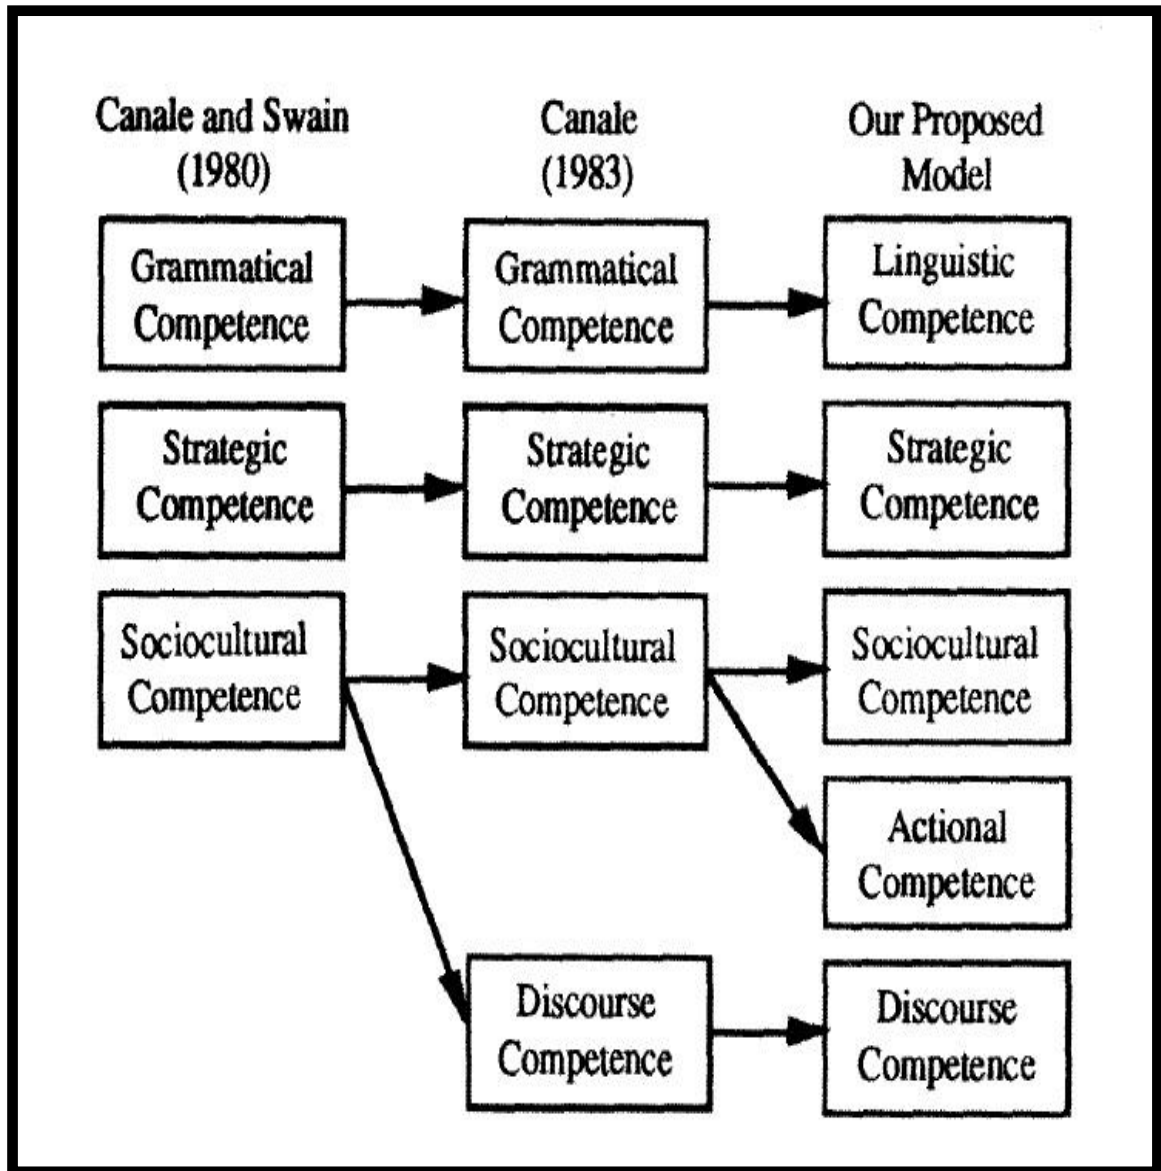 Canale and Swain
(1980)
Canale
(1983)
Our Proposed
Model
Grammatical
Competence
Grammatical
Competence
Linguistic
Competence
Strategic
Competence
Strategic
Competence
Strategic
Competence
Sociocultural
Competence
Sociocultural
Competence
Sociocultural
Competence
Actional
Competence
Discourse
Competence
Discourse
Competence